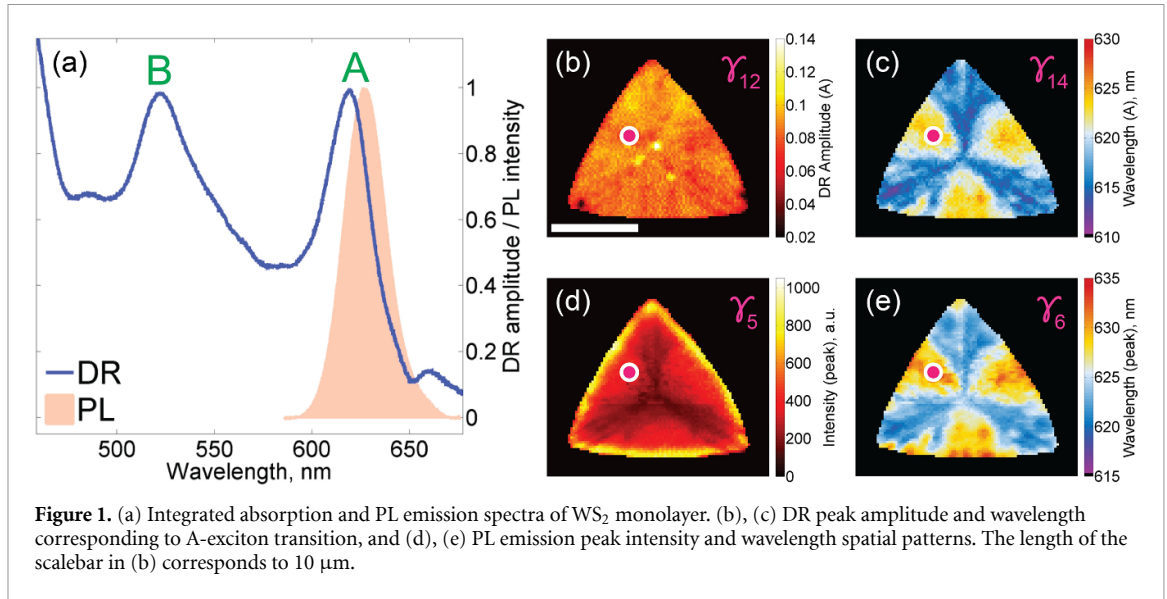 (a)
B
A
DR
PL
500
550
600
650
Wavelength, nm
0
0.2
0.4
0.6
0.8
1
DR amplitude / PL intensity
(b)
γ12
0.14
0.12
0.1
0.08
0.06
0.04
0.02
DR Amplitude (A)
(c)
γ14
630
625
620
615
610
Wavelength (A), nm
(d)
γ5
1000
800
600
400
200
0
Intensity (peak), a.u.
(e)
γ6
635
630
625
620
615
Wavelength (peak), nm
Figure 1. (a) Integrated absorption and PL emission spectra of WS2 monolayer. (b), (c) DR peak amplitude and wavelength
corresponding to A-exciton transition, and (d), (e) PL emission peak intensity and wavelength spatial patterns. The length of the
scalebar in (b) corresponds to 10 μm.